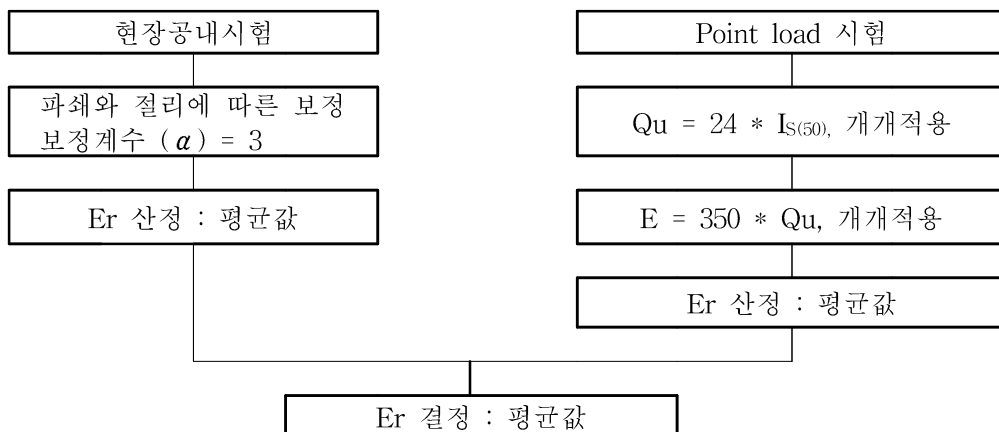 현장공내시험
파쇄와 절리에 따른 보정
보정계수 (α) = 3
Er 산정 : 평균값
Point load 시험
Qu = 24 * IS(50), 개개적용
E = 350 * Qu, 개개적용
Er 산정 : 평균값
Er 결정 : 평균값